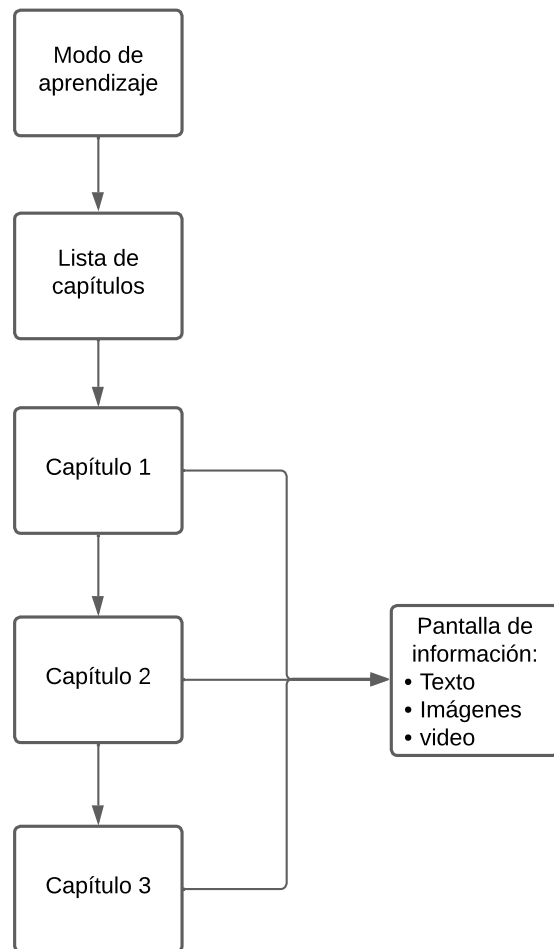 Modo de
aprendizaje
Lista de
capítulos
Capítulo 1
Capítulo 2
Pantalla de
información:
• Texto
• Imágenes
• video
Capítulo 3